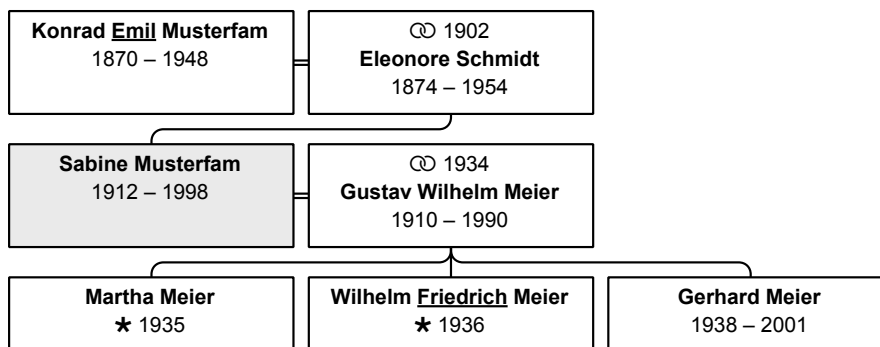 Konrad Emil Musterfam
1870 – 1948
⚭ 1902
Eleonore Schmidt
1874 – 1954
Sabine Musterfam
1912 – 1998
⚭ 1934
Gustav Wilhelm Meier
1910 – 1990
Martha Meier
★ 1935
Wilhelm Friedrich Meier
★ 1936
Gerhard Meier
1938 – 2001